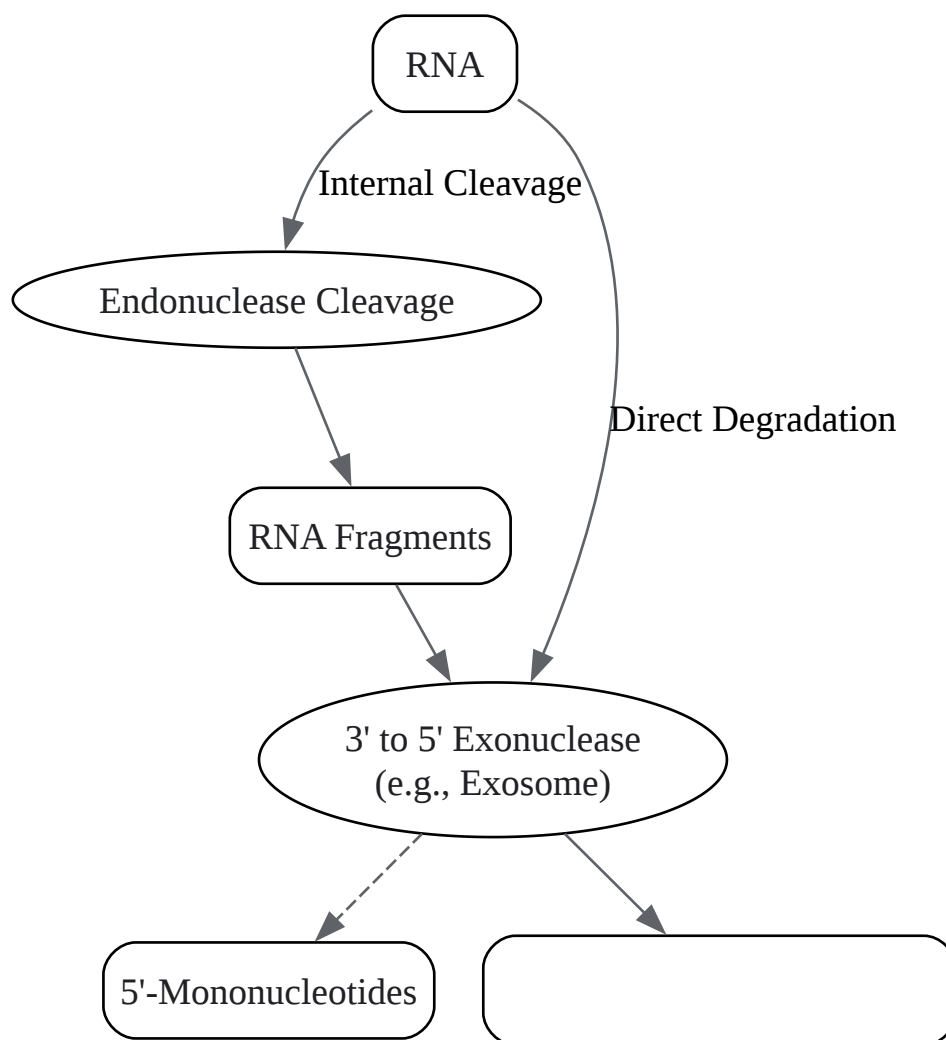 RNA
Internal Cleavage
Endonuclease Cleavage
Direct Degradation
RNA Fragments
3' to 5' Exonuclease
(e.g., Exosome)
5'-Mononucleotides